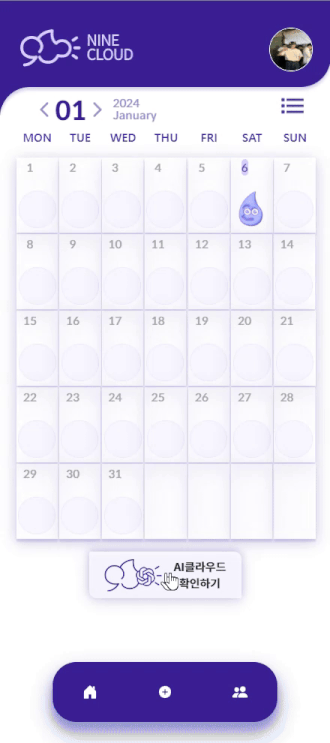 NINE
CLOUD
01
2024
January
MON TUE WED THU FRI SAT SUN
1 2 3 4 5 6 7
8 9 10 11 12 13 14
15 16 17 18 19 20 21
22 23 24 25 26 27 28
29 30 31
AI클라우드
확인하기